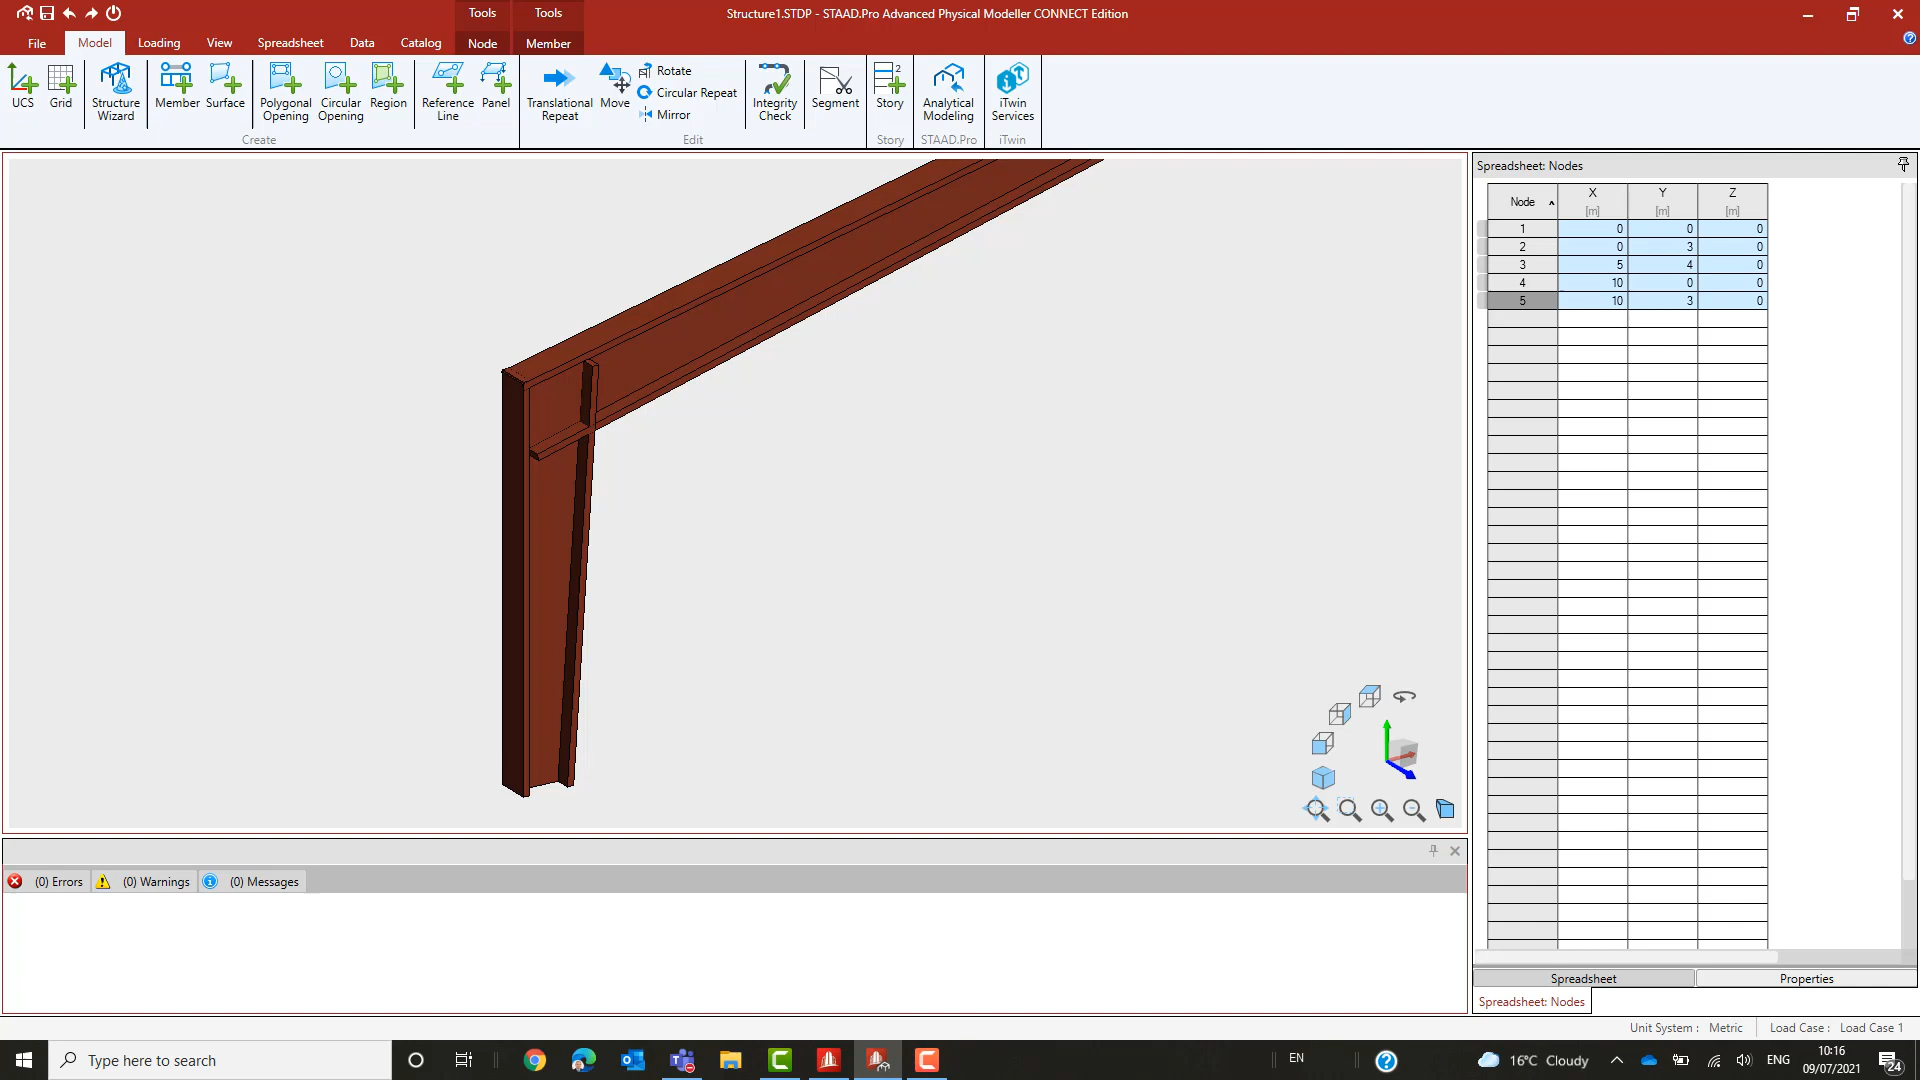 Tools Tools Structure1.STDP - STAAD.Pro Advanced Physical Modeller CONNECT Edition
File Model Loading View Spreadsheet Data Catalog Node Member
UCS Grid Structure Wizard Member Surface Polygonal Opening Circular Opening Region Reference Line Panel Translational Repeat Move Rotate Circular Repeat Mirror Integrity Check Segment Story Analytical Modeling iTwin Services
Create Edit Story STAAD.Pro iTwin
Spreadsheet: Nodes
Node X [m] Y [m] Z [m]
1 0 0 0
2 0 3 0
3 5 4 0
4 10 0 0
5 10 3 0
(0) Errors (0) Warnings (0) Messages
Spreadsheet Properties
Spreadsheet: Nodes
Unit System : Metric Load Case : Load Case 1
Type here to search EN 16°C Cloudy ENG 10:16
09/07/2021 24